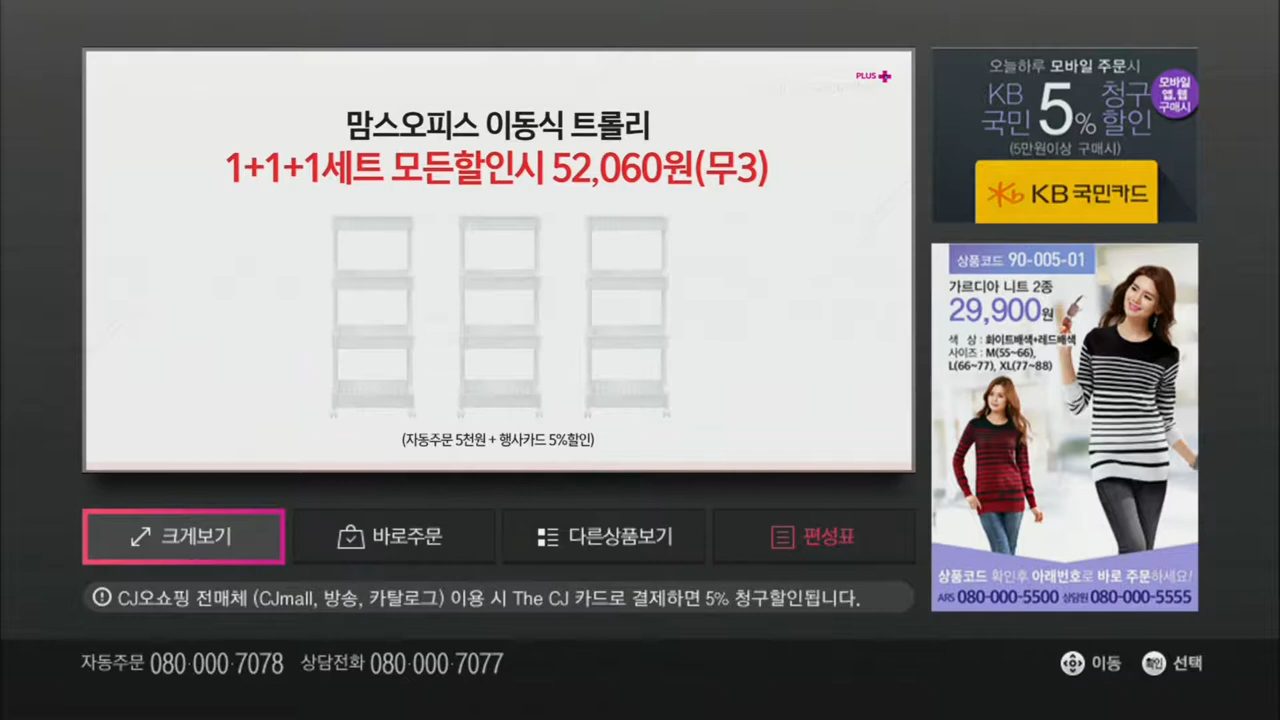 PLUS
맘스오피스 이동식 트롤리
1+1+1세트 모든할인시 52,060원(무3)
(자동주문 5천원 + 행사카드 5%할인)
오늘하루 모바일 주문시
KB 국민 5% 청구 할인
모바일 앱,웹 구매시
(5만원이상 구매시)
KB 국민카드
상품코드 90-005-01
가르디아 니트 2종
29,900원
색 상 : 화이트배색+레드배색
사이즈 : M(55~66),
L(66~77), XL(77~88)
상품코드 확인후 아래번호로 바로 주문하세요!
ARS 080-000-5500 상담원 080-000-5555
크게보기
바로주문
다른상품보기
편성표
CJ오쇼핑 전매체 (CJmall, 방송, 카탈로그) 이용 시 The CJ 카드로 결제하면 5% 청구할인됩니다.
자동주문 080·000·7078 상담전화 080·000·7077
이동
확인 선택